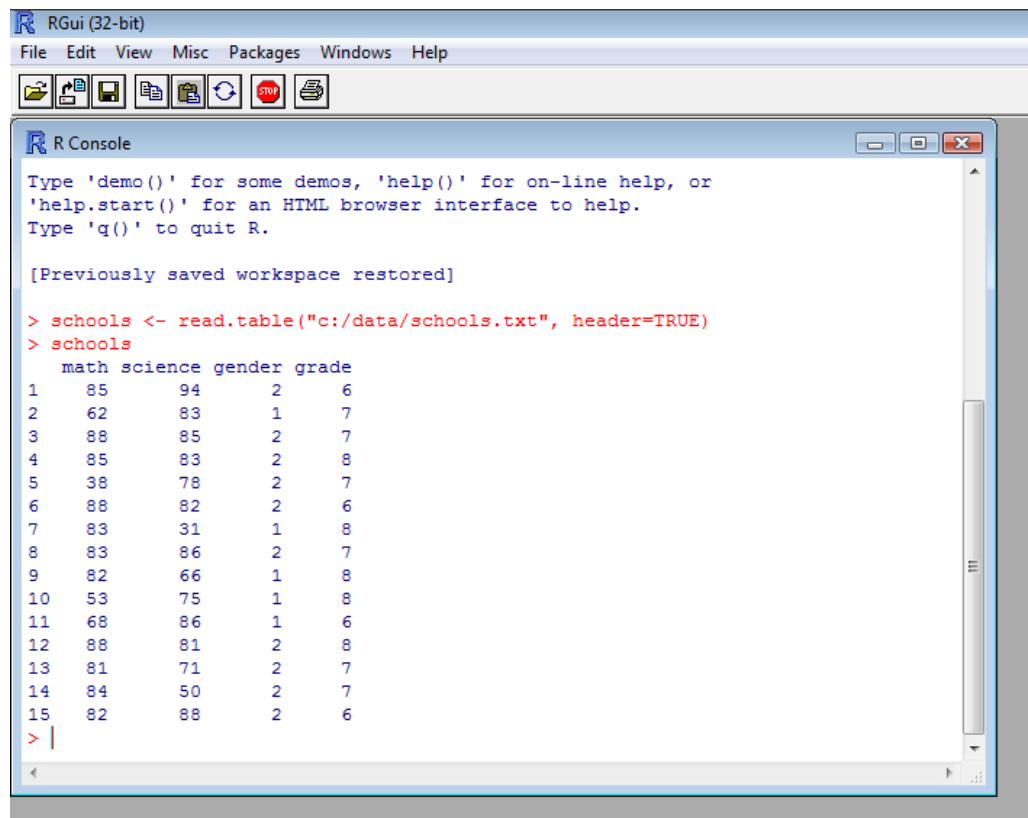 RGui (32-bit)
File Edit View Misc Packages Windows Help
STOP
R Console
Type 'demo()' for some demos, 'help()' for on-line help, or
'help.start()' for an HTML browser interface to help.
Type 'q()' to quit R.
[Previously saved workspace restored]
> schools <- read.table("c:/data/schools.txt", header=TRUE)
> schools
math science gender grade
1 85 94 2 6
2 62 83 1 7
3 88 85 2 7
4 85 83 2 8
5 38 78 2 7
6 88 82 2 6
7 83 31 1 8
8 83 86 2 7
9 82 66 1 8
10 53 75 1 8
11 68 86 1 6
12 88 81 2 8
13 81 71 2 7
14 84 50 2 7
15 82 88 2 6
>